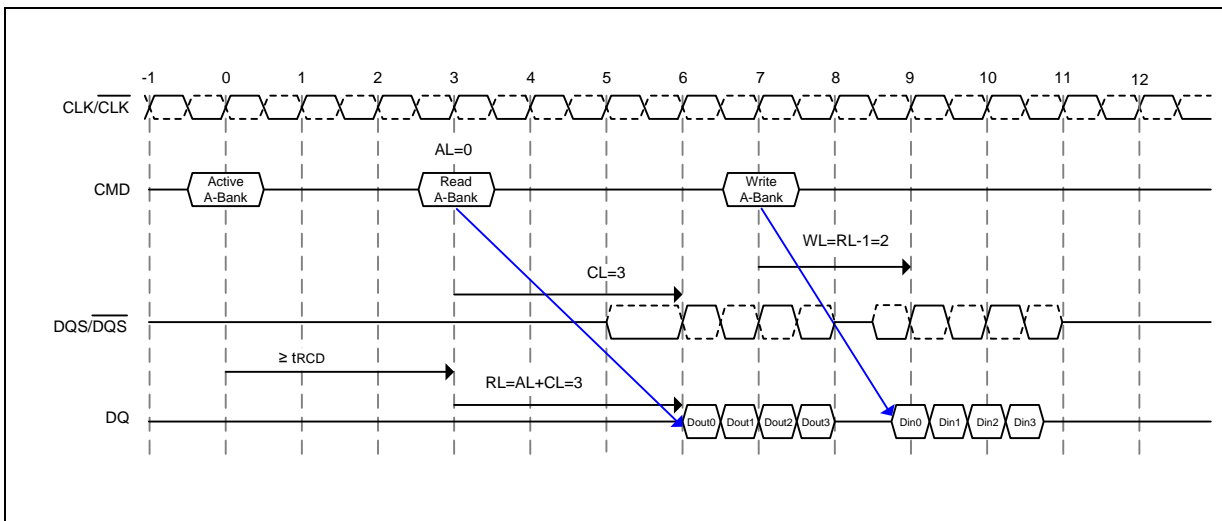 -1 0 1 2 3 4 5 6 7 8 9 10 11 12
CLK/CLK
AL=0
CMD
Active
A-Bank
Read
A-Bank
Write
A-Bank
WL=RL-1=2
CL=3
DQS/DQS
≥ tRCD
RL=AL+CL=3
DQ
Dout0 Dout1 Dout2 Dout3 Din0 Din1 Din2 Din3